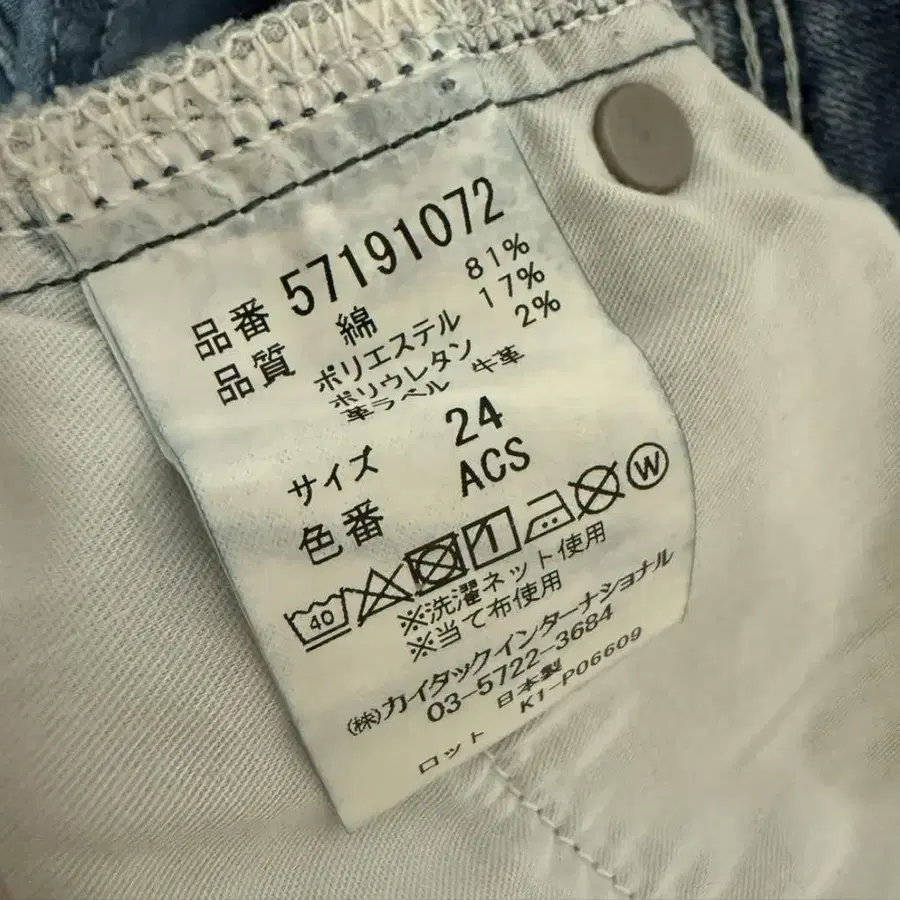 品番 57191072
品質 綿 81%
ポリエステル 17%
ポリウレタン 2%
革ラベル 牛革
サイズ 24
色番 ACS
40 W
※洗濯ネット使用
※当て布使用
(株)カイタックインターナショナル
03-5722-3684
日本製
ロット K1-P06609